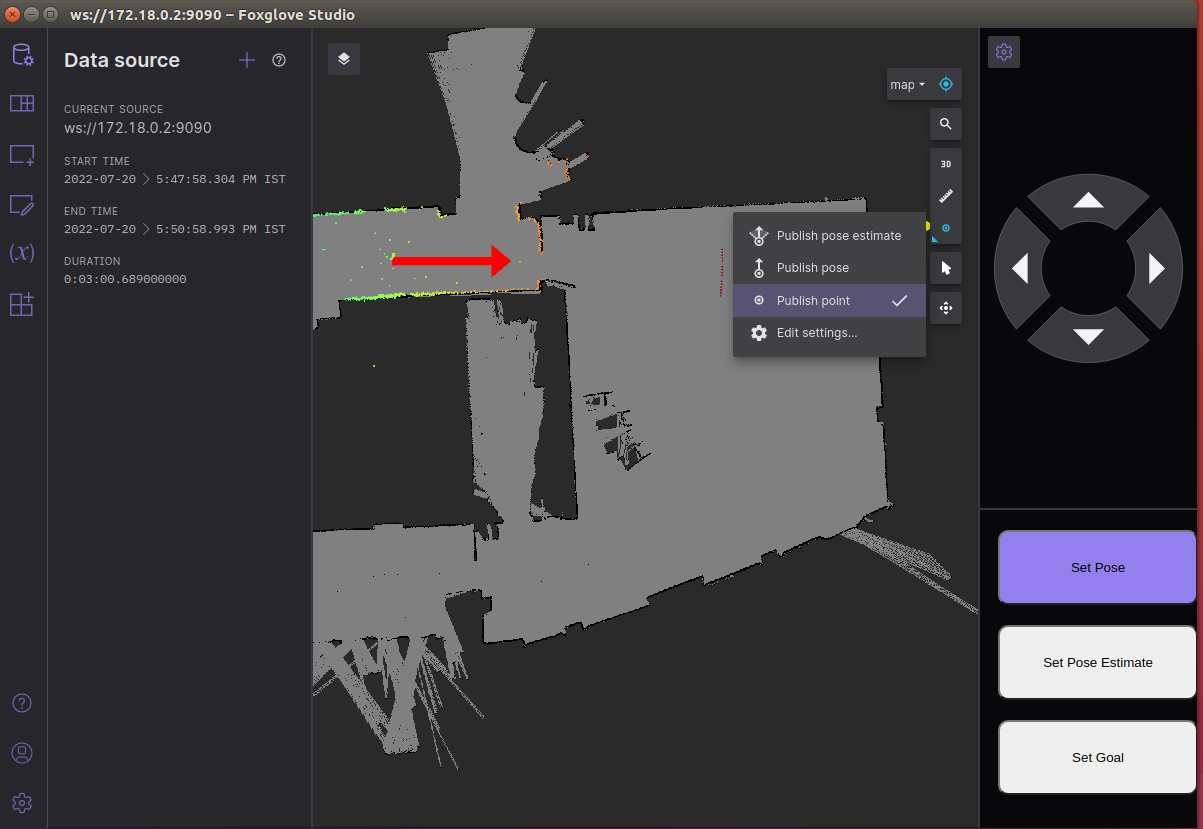 ws://172.18.0.2:9090 – Foxglove Studio
Data source
CURRENT SOURCE
ws://172.18.0.2:9090
START TIME
2022-07-20 > 5:47:58.304 PM IST
END TIME
2022-07-20 > 5:50:58.993 PM IST
DURATION
0:03:00.689000000
(x)
map
3D
Publish pose estimate
Publish pose
Publish point
Edit settings...
Set Pose
Set Pose Estimate
Set Goal